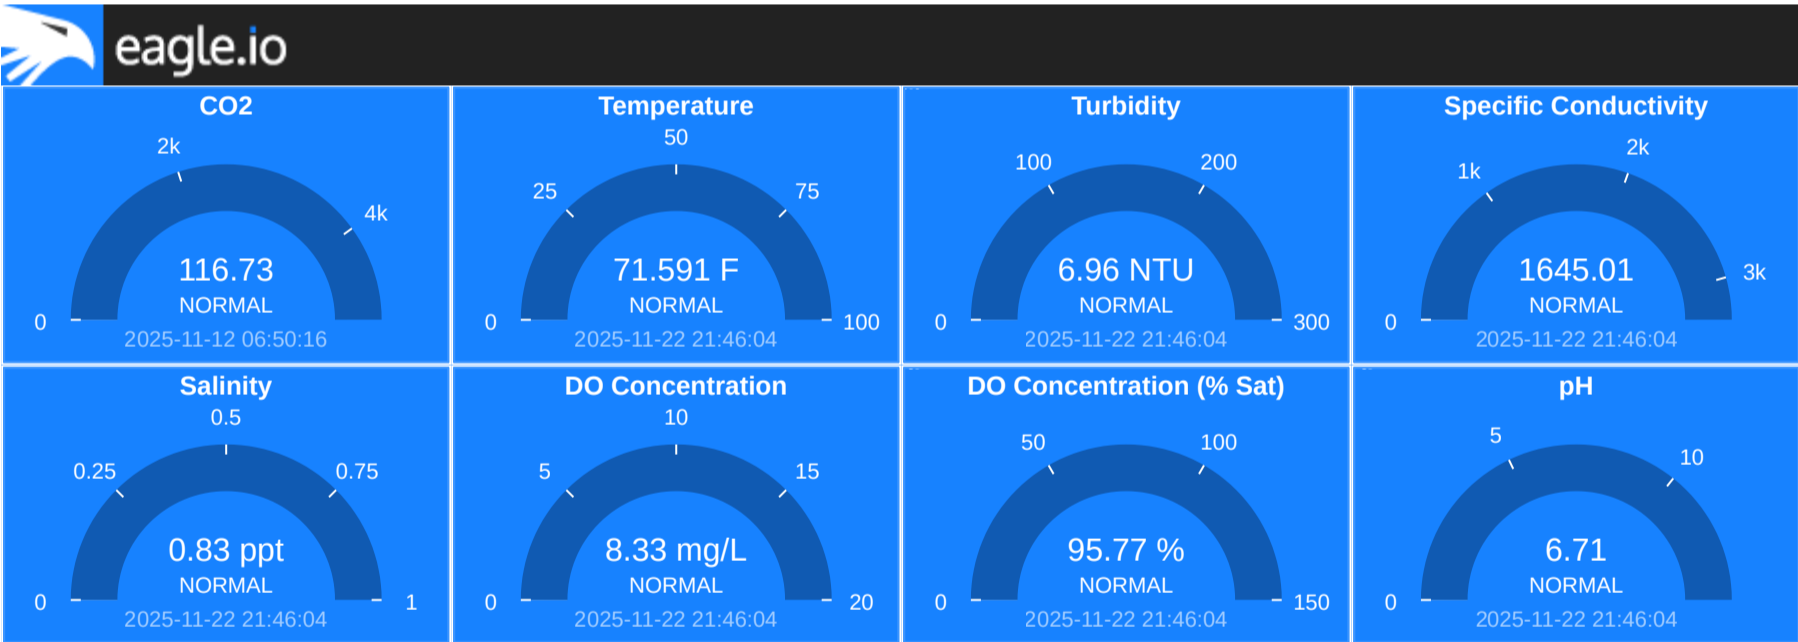 eagle.io
CO2
2k
4k
0
116.73
NORMAL
2025-11-12 06:50:16
Temperature
50
25
75
0
100
71.591 F
NORMAL
2025-11-22 21:46:04
Turbidity
100
200
0
300
6.96 NTU
NORMAL
2025-11-22 21:46:04
Specific Conductivity
2k
1k
3k
0
1645.01
NORMAL
2025-11-22 21:46:04
Salinity
0.5
0.25
0.75
0
1
0.83 ppt
NORMAL
2025-11-22 21:46:04
DO Concentration
10
5
15
0
20
8.33 mg/L
NORMAL
2025-11-22 21:46:04
DO Concentration (% Sat)
50
100
0
150
95.77 %
NORMAL
2025-11-22 21:46:04
pH
5
10
0
6.71
NORMAL
2025-11-22 21:46:04